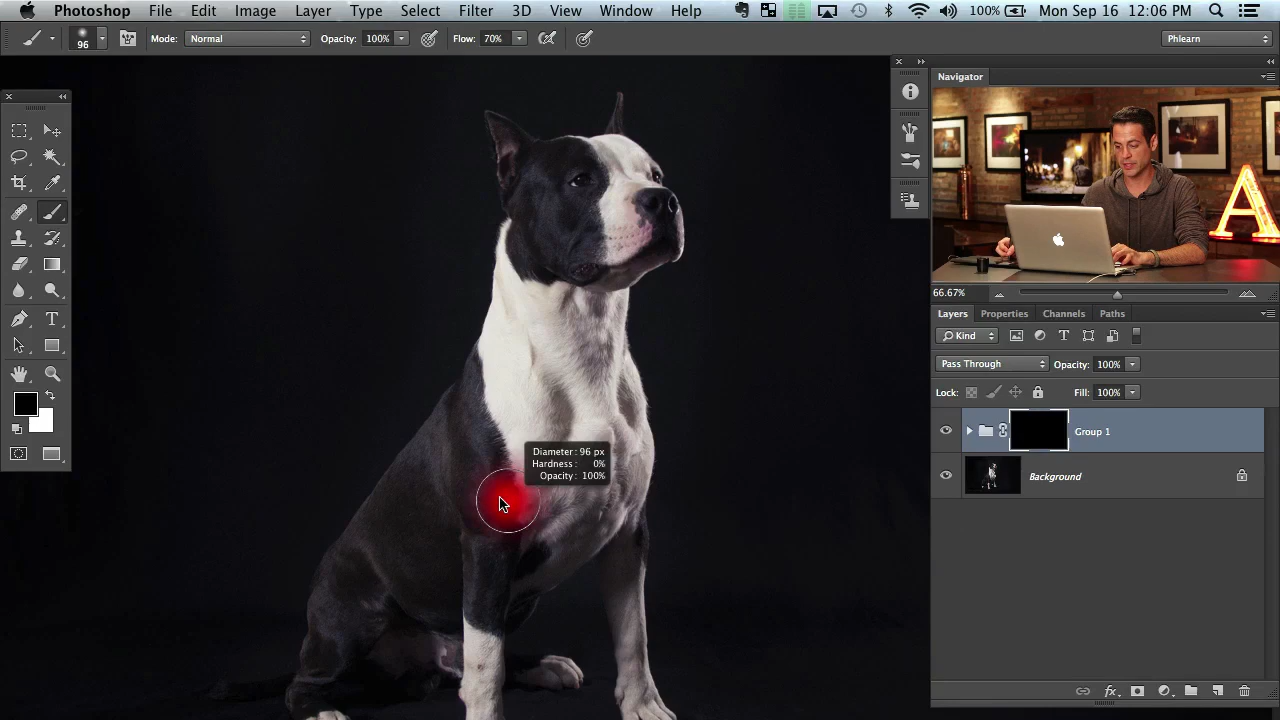 Photoshop File Edit Image Layer Type Select Filter 3D View Window Help 100% Mon Sep 16 12:06 PM
96 Mode: Normal Opacity: 100% Flow: 70% Phlearn
Navigator
A
66.67%
Layers Properties Channels Paths
Kind T
Pass Through Opacity: 100%
Lock: Fill: 100%
Group 1
Background
fx
T
Diameter: 96 px
Hardness: 0%
Opacity: 100%